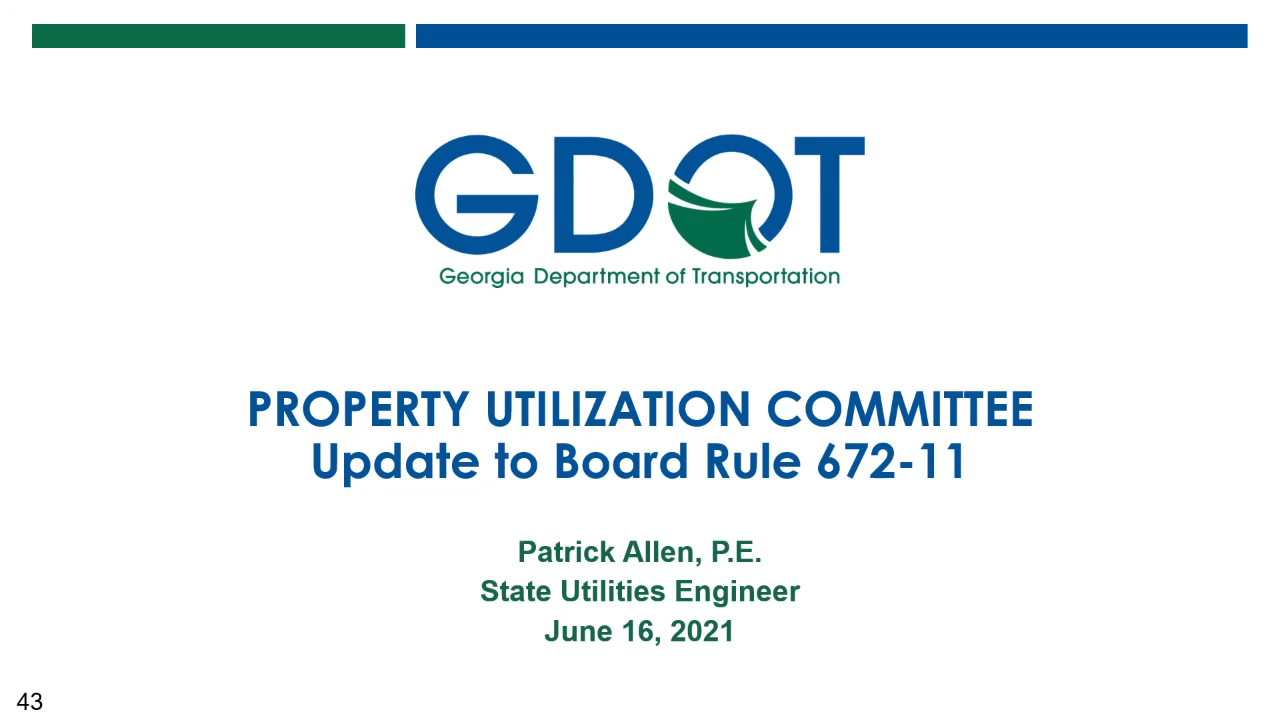 GDOT
Georgia Department of Transportation
PROPERTY UTILIZATION COMMITTEE
Update to Board Rule 672-11
Patrick Allen, P.E.
State Utilities Engineer
June 16, 2021
43